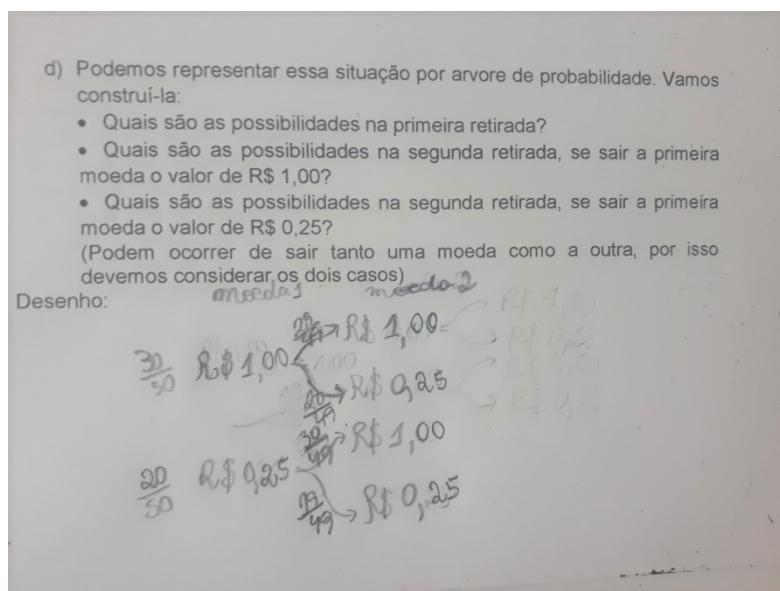 d) Podemos representar essa situação por arvore de probabilidade. Vamos
construí-la:
• Quais são as possibilidades na primeira retirada?
• Quais são as possibilidades na segunda retirada, se sair a primeira
moeda o valor de R$ 1,00?
• Quais são as possibilidades na segunda retirada, se sair a primeira
moeda o valor de R$ 0,25?
(Podem ocorrer de sair tanto uma moeda como a outra, por isso
devemos considerar os dois casos)
Desenho:
moeda 1 moeda 2
29/49 R$ 1,00
30/50 R$ 1,00
20/49 R$ 0,25
30/49 R$ 1,00
20/50 R$ 0,25
19/49 R$ 0,25